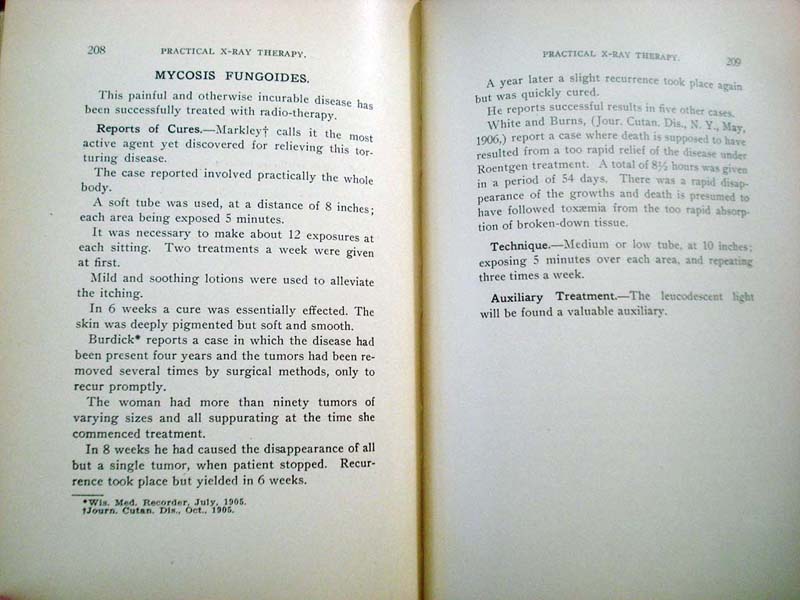 208
PRACTICAL X-RAY THERAPY.
MYCOSIS FUNGOIDES.
This painful and otherwise incurable disease has
been successfully treated with radio-therapy.
Reports of Cures.—Markley† calls it the most
active agent yet discovered for relieving this tor-
turing disease.
The case reported involved practically the whole
body.
A soft tube was used, at a distance of 8 inches;
each area being exposed 5 minutes.
It was necessary to make about 12 exposures at
each sitting. Two treatments a week were given
at first.
Mild and soothing lotions were used to alleviate
the itching.
In 6 weeks a cure was essentially effected. The
skin was deeply pigmented but soft and smooth.
Burdick* reports a case in which the disease had
been present four years and the tumors had been re-
moved several times by surgical methods, only to
recur promptly.
The woman had more than ninety tumors of
varying sizes and all suppurating at the time she
commenced treatment.
In 8 weeks he had caused the disappearance of all
but a single tumor, when patient stopped. Recur-
rence took place but yielded in 6 weeks.
*Wis. Med. Recorder, July, 1905.
†Journ. Cutan. Dis., Oct., 1905.
PRACTICAL X-RAY THERAPY.
209
A year later a slight recurrence took place again
but was quickly cured.
He reports successful results in five other cases.
White and Burns, (Jour. Cutan. Dis., N. Y., May,
1906,) report a case where death is supposed to have
resulted from a too rapid relief of the disease under
Roentgen treatment. A total of 8½ hours was given
in a period of 54 days. There was a rapid disap-
pearance of the growths and death is presumed to
have followed toxæmia from the too rapid absorp-
tion of broken-down tissue.
Technique.—Medium or low tube, at 10 inches;
exposing 5 minutes over each area, and repeating
three times a week.
Auxiliary Treatment.—The leucodescent light
will be found a valuable auxiliary.